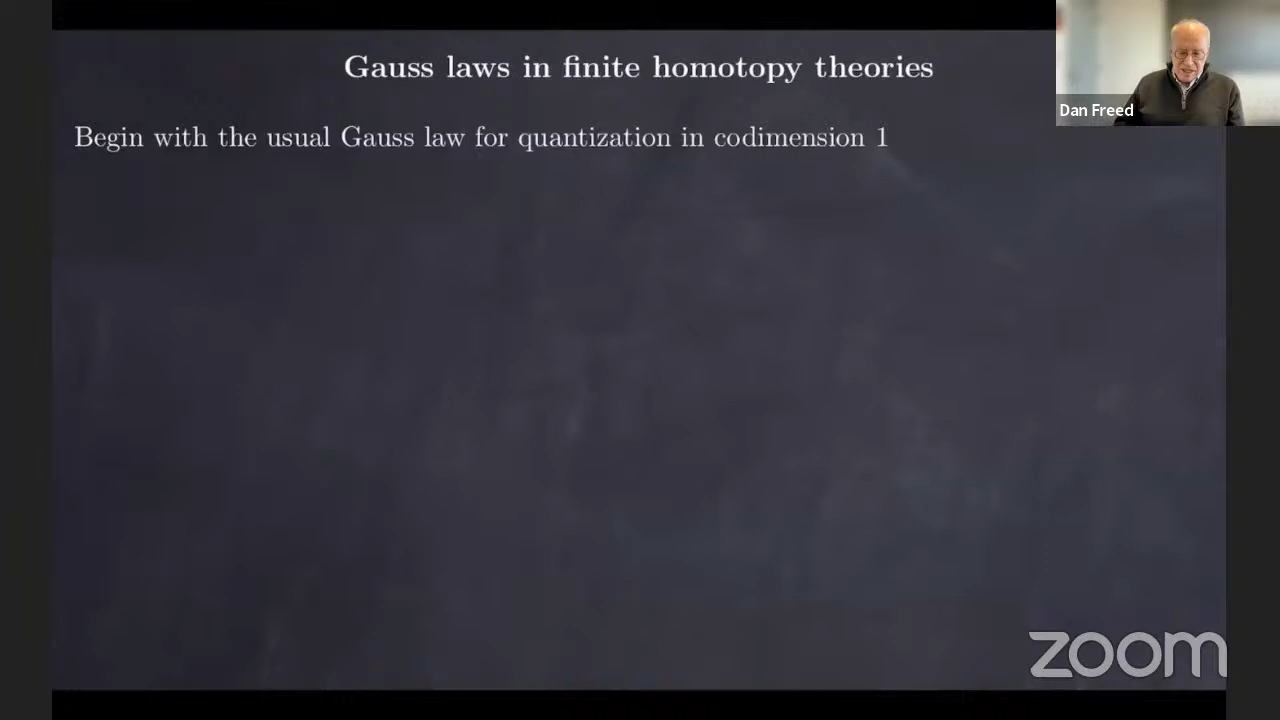 Gauss laws in finite homotopy theories
Dan Freed
Begin with the usual Gauss law for quantization in codimension 1
zoom